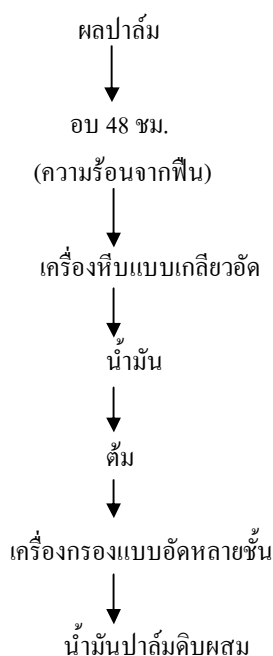 ผลปาล์ม
อบ 48 ชม.
(ความร้อนจากฟืน)
เครื่องหีบแบบเกลียวอัด
น้ำมัน
ต้ม
เครื่องกรองแบบอัดหลายชั้น
น้ำมันปาล์มดิบผสม